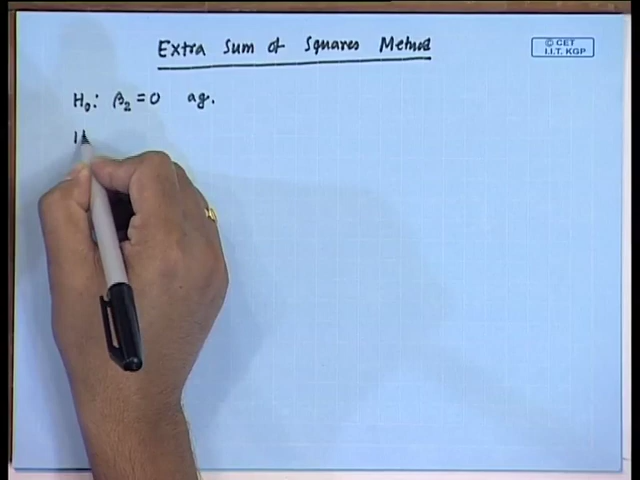 Extra Sum of Squares Method
© CET
I.I.T. KGP
H₀: β₂ = 0 ag.
H